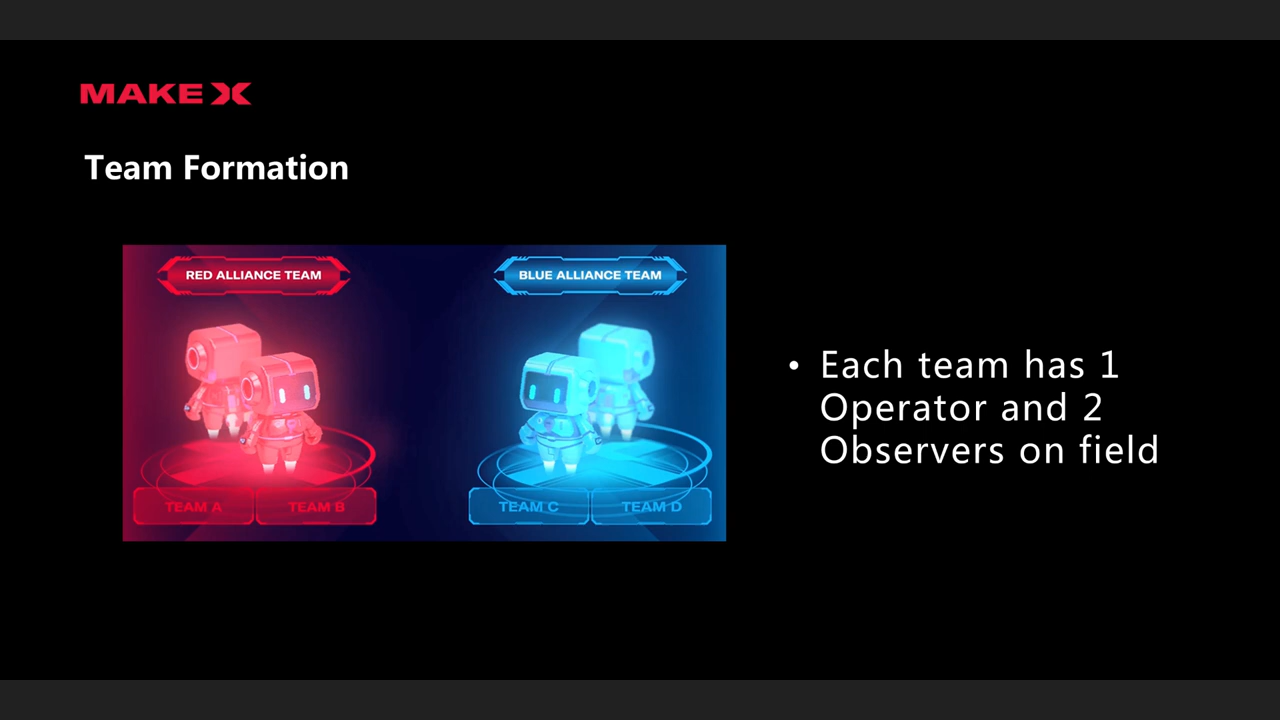 MAKE X
Team Formation
RED ALLIANCE TEAM
BLUE ALLIANCE TEAM
TEAM A
TEAM B
TEAM C
TEAM D
• Each team has 1
Operator and 2
Observers on field